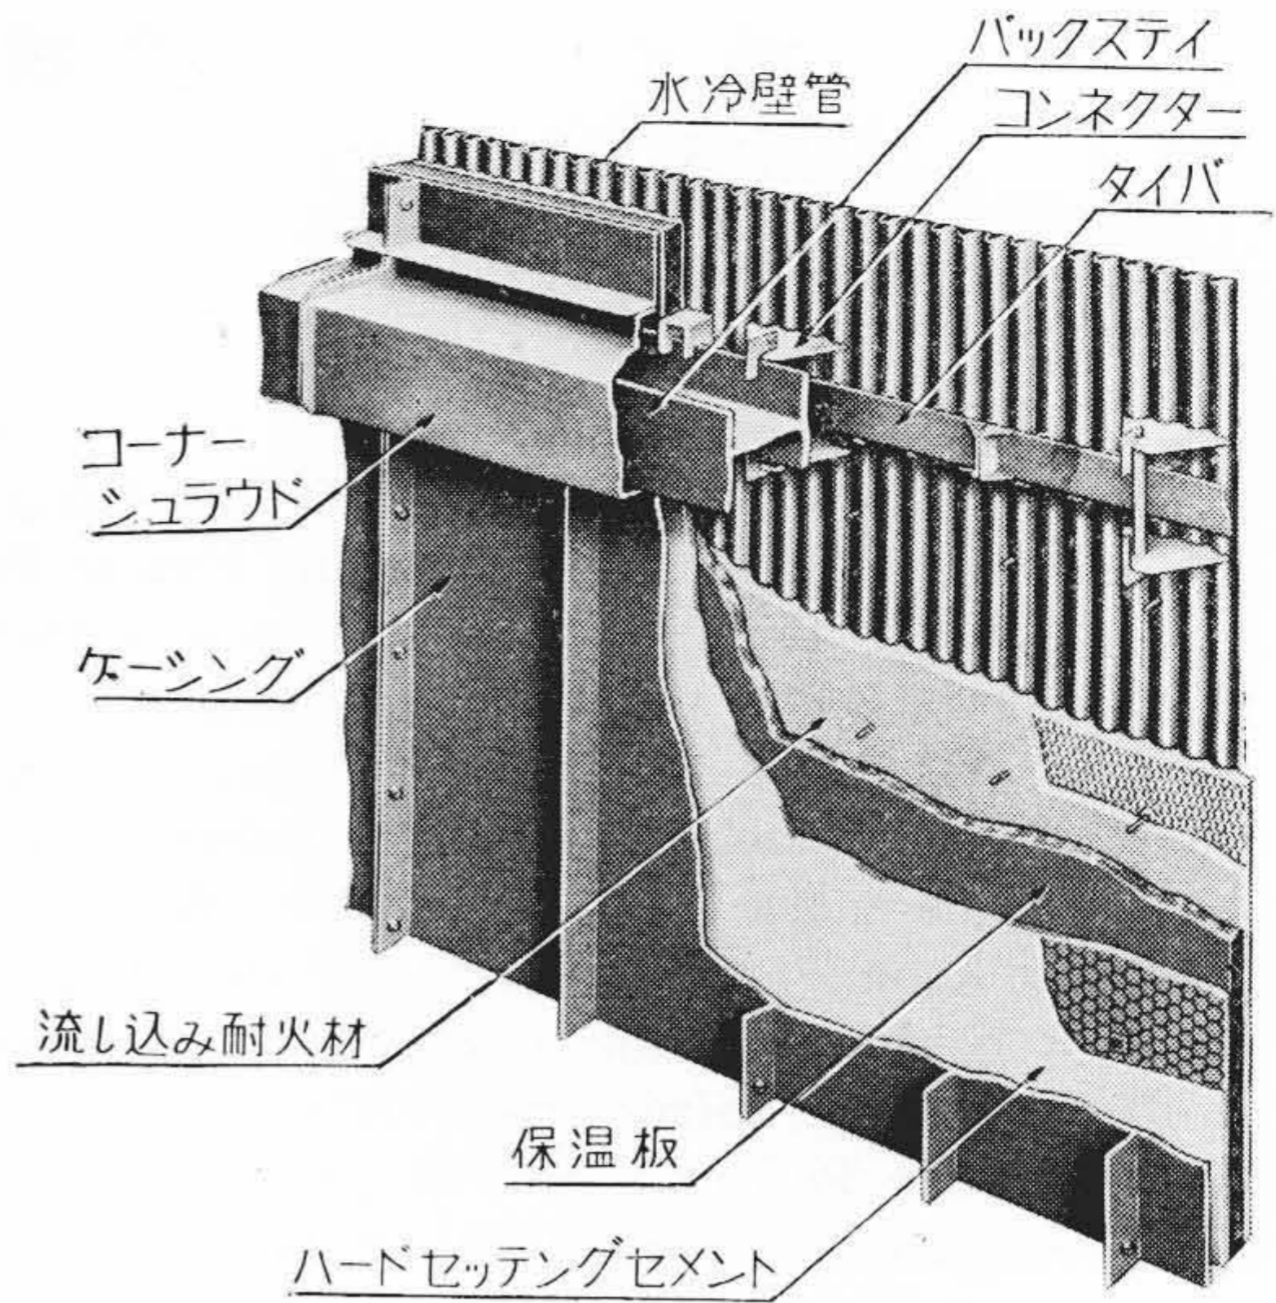 バックステイ
水冷壁管
コンネクター
タイバ
コーナー
シュラウド
ケーシング
流し込み耐火材
保温板
ハードセッテングセメント